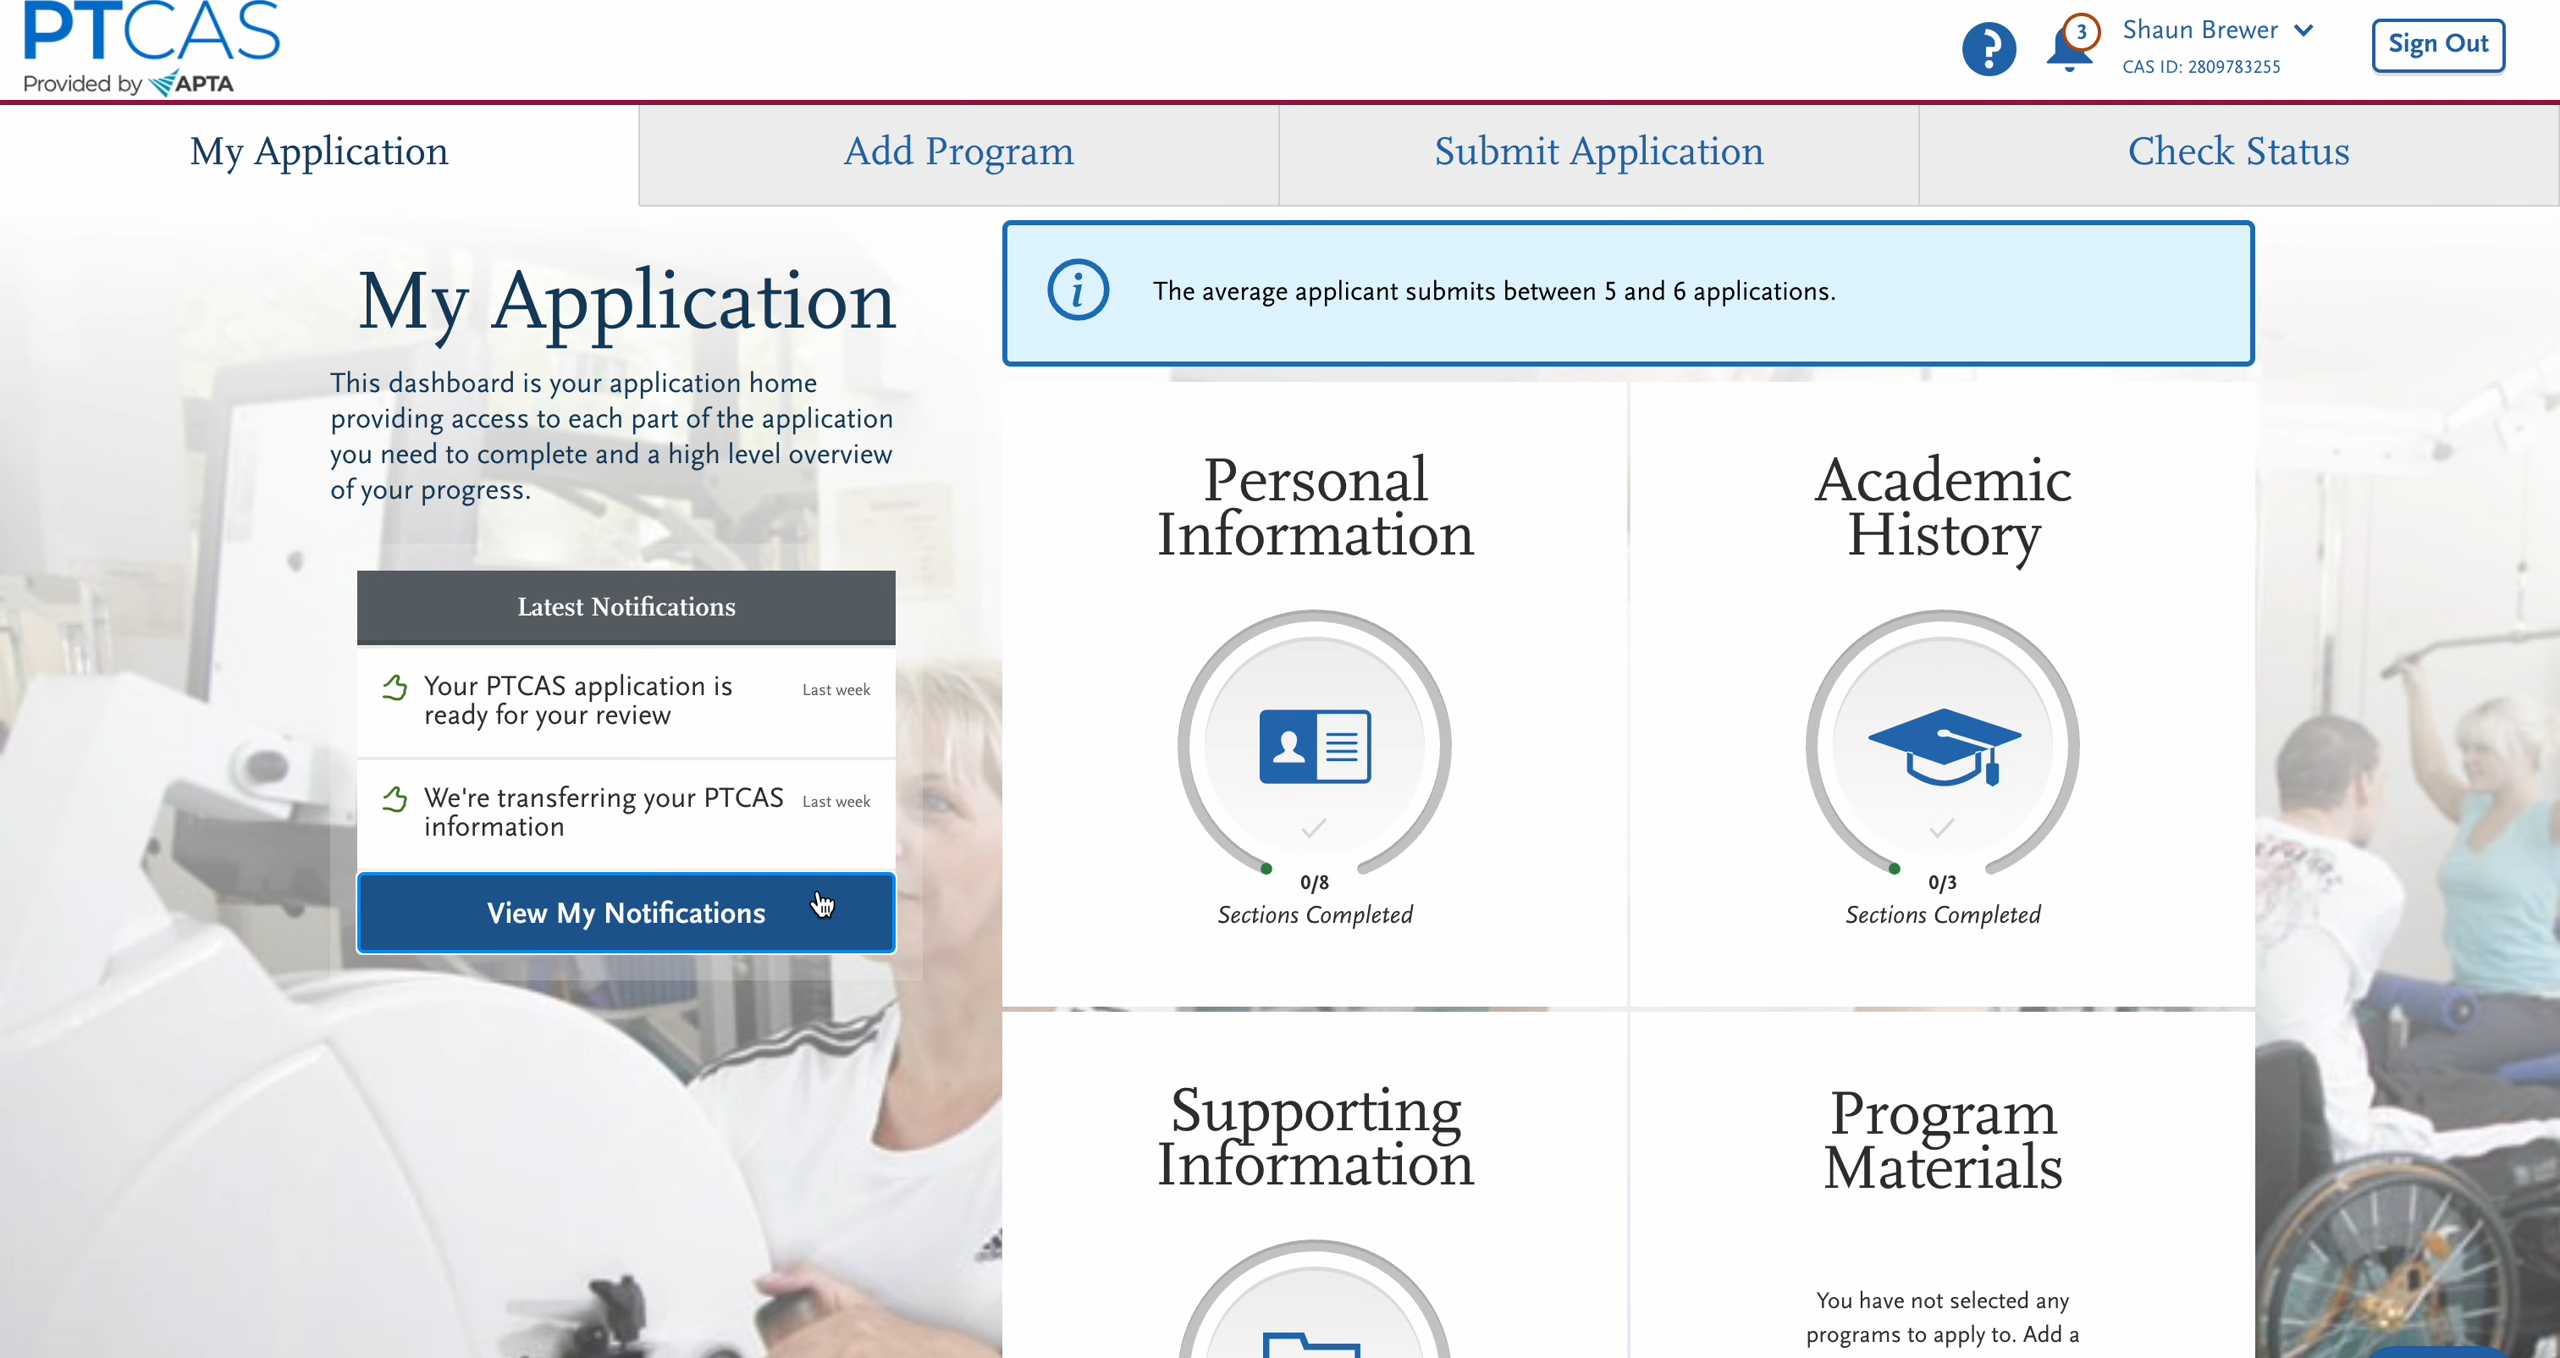 PTCAS
Provided by APTA
3
Shaun Brewer
CAS ID: 2809783255
Sign Out
My Application
Add Program
Submit Application
Check Status
My Application
This dashboard is your application home
providing access to each part of the application
you need to complete and a high level overview
of your progress.
Latest Notifications
Your PTCAS application is
ready for your review
Last week
We're transferring your PTCAS
information
Last week
View My Notifications
The average applicant submits between 5 and 6 applications.
Personal
Information
0/8
Sections Completed
Academic
History
0/3
Sections Completed
Supporting
Information
Program
Materials
You have not selected any
programs to apply to. Add a